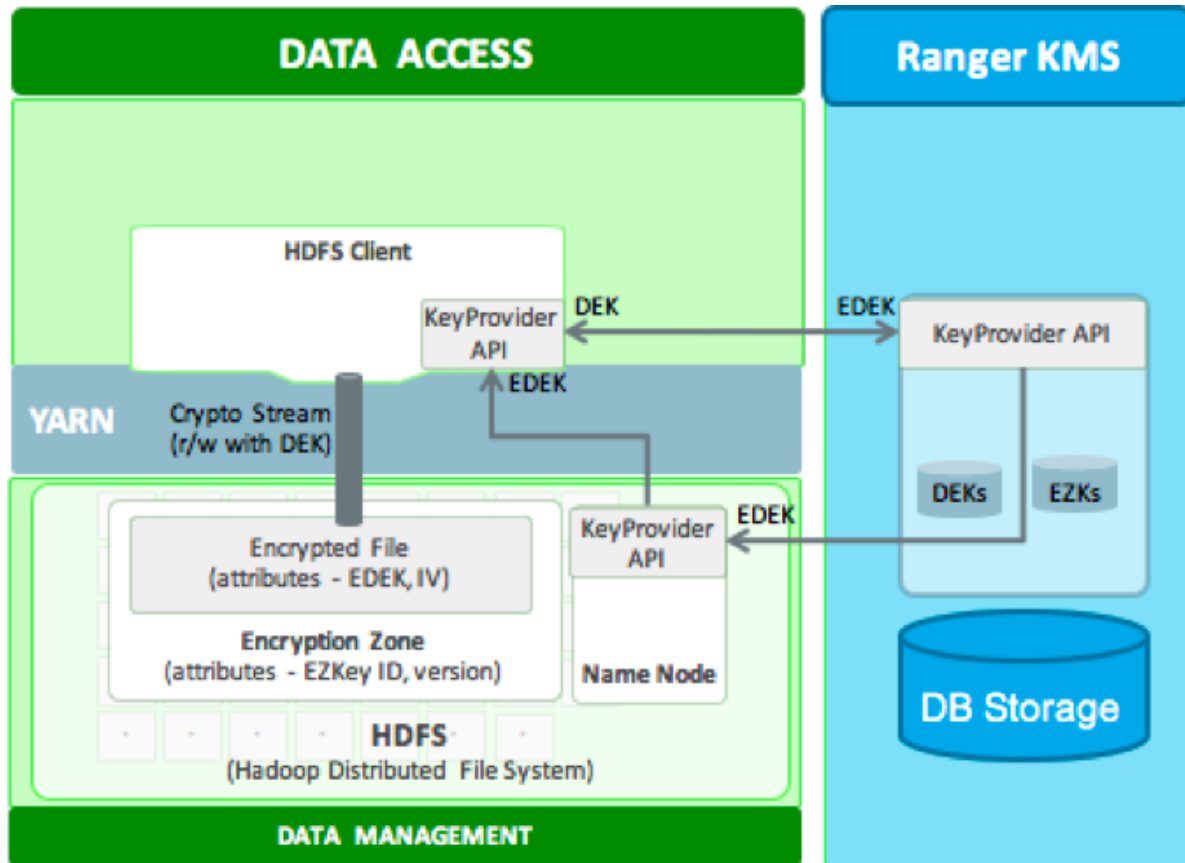 DATA ACCESS
Ranger KMS
HDFS Client
KeyProvider
API
DEK
EDEK
KeyProvider API
EDEK
YARN
Crypto Stream
(r/w with DEK)
DEKs
EZKs
EDEK
KeyProvider
API
Encrypted File
(attributes - EDEK, IV)
Encryption Zone
(attributes - EZKey ID, version)
Name Node
DB Storage
HDFS
(Hadoop Distributed File System)
DATA MANAGEMENT